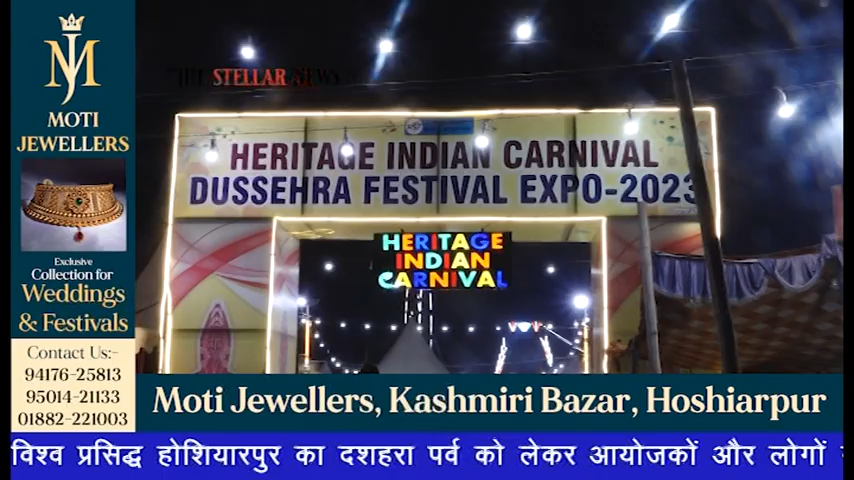 MJ
MOTI
JEWELLERS
Exclusive
Collection for
Weddings
& Festivals
Contact Us:-
94176-25813
95014-21133
01882-221003
THE STELLAR NEWS
HERITAGE INDIAN CARNIVAL
DUSSEHRA FESTIVAL EXPO-2023
HERITAGE
INDIAN
CARNIVAL
Moti Jewellers, Kashmiri Bazar, Hoshiarpur
विश्व प्रसिद्ध होशियारपुर का दशहरा पर्व को लेकर आयोजकों और लोगों